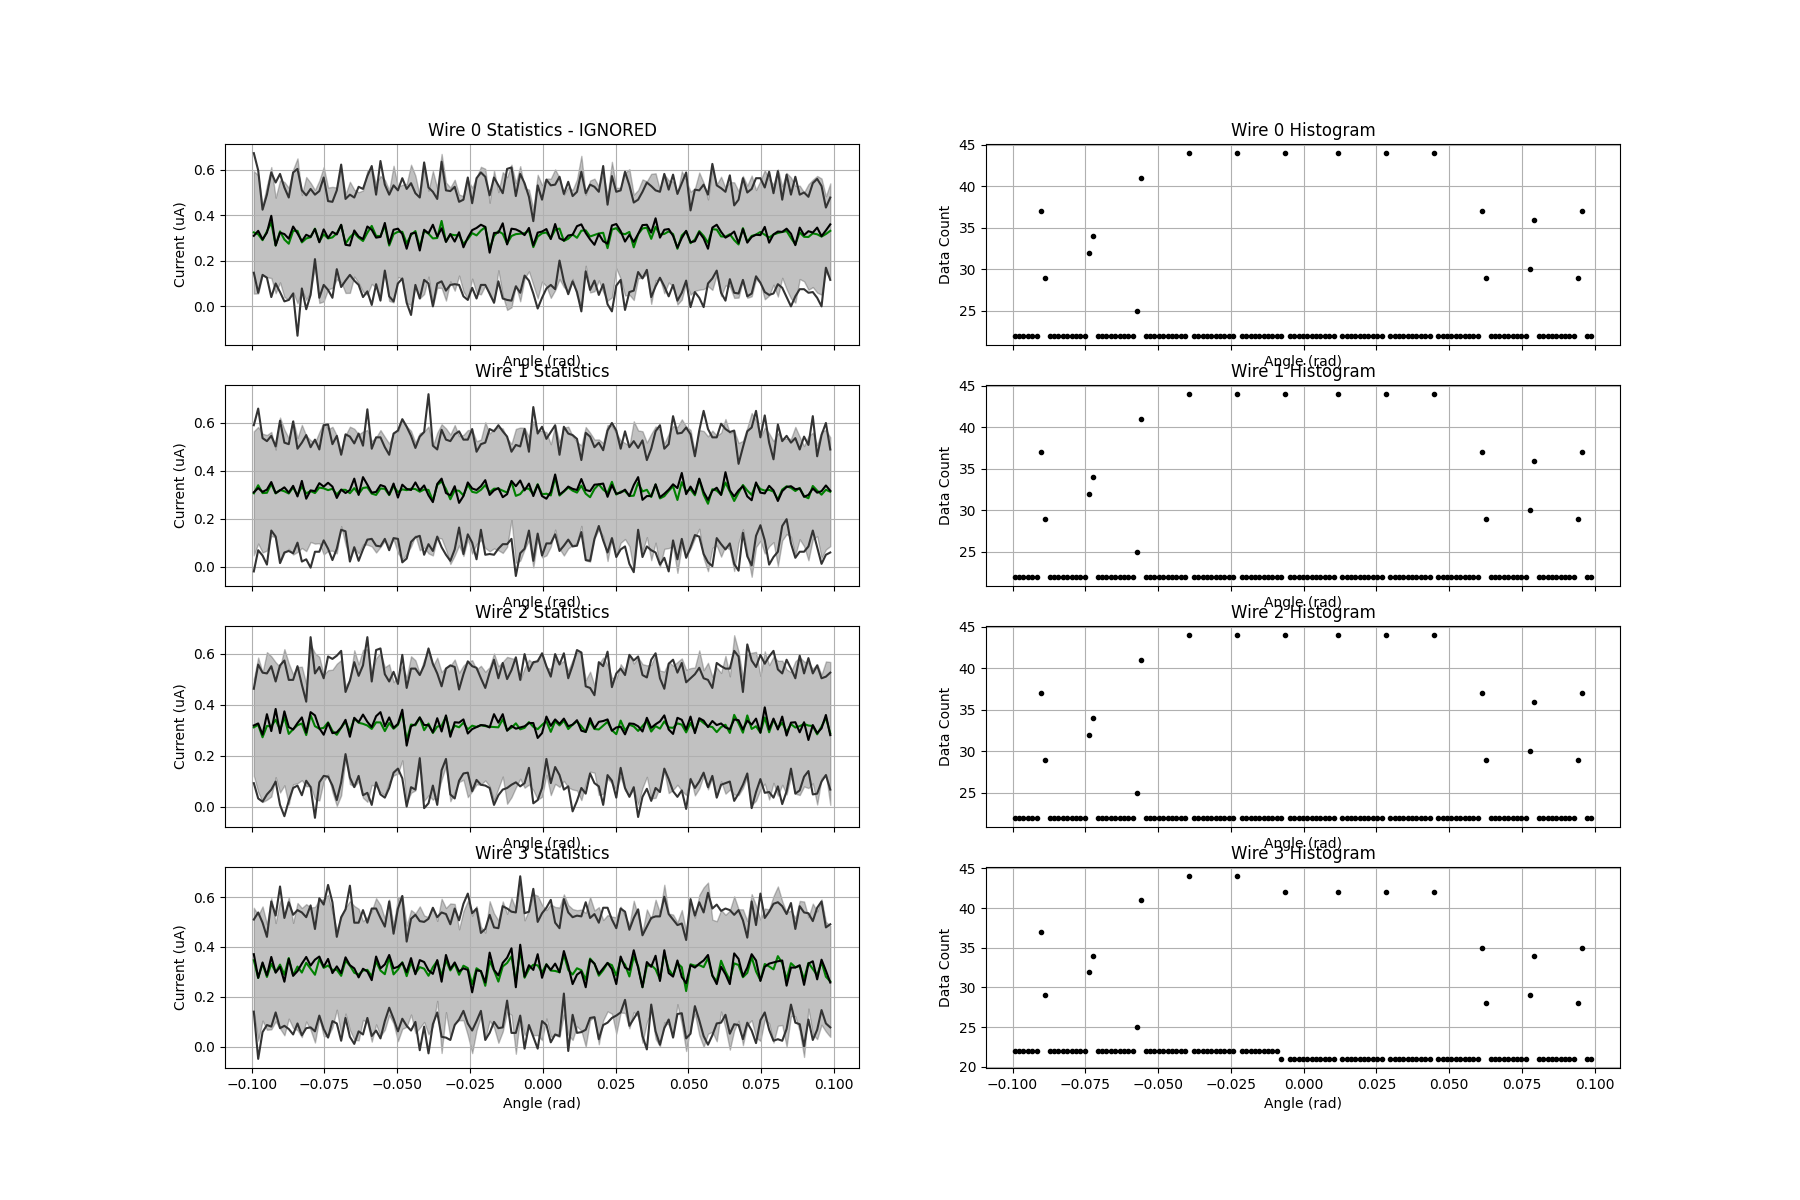 Wire 0 Statistics - IGNORED
Current (uA)
0.6
0.4
0.2
0.0
Angle (rad)
Wire 0 Histogram
Data Count
45
40
35
30
25
Angle (rad)
Wire 1 Statistics
Current (uA)
0.6
0.4
0.2
0.0
Angle (rad)
Wire 1 Histogram
Data Count
45
40
35
30
25
Angle (rad)
Wire 2 Statistics
Current (uA)
0.6
0.4
0.2
0.0
Angle (rad)
Wire 2 Histogram
Data Count
45
40
35
30
25
Angle (rad)
Wire 3 Statistics
Current (uA)
0.6
0.4
0.2
0.0
−0.100 −0.075 −0.050 −0.025 0.000 0.025 0.050 0.075 0.100
Angle (rad)
Wire 3 Histogram
Data Count
45
40
35
30
25
20
−0.100 −0.075 −0.050 −0.025 0.000 0.025 0.050 0.075 0.100
Angle (rad)